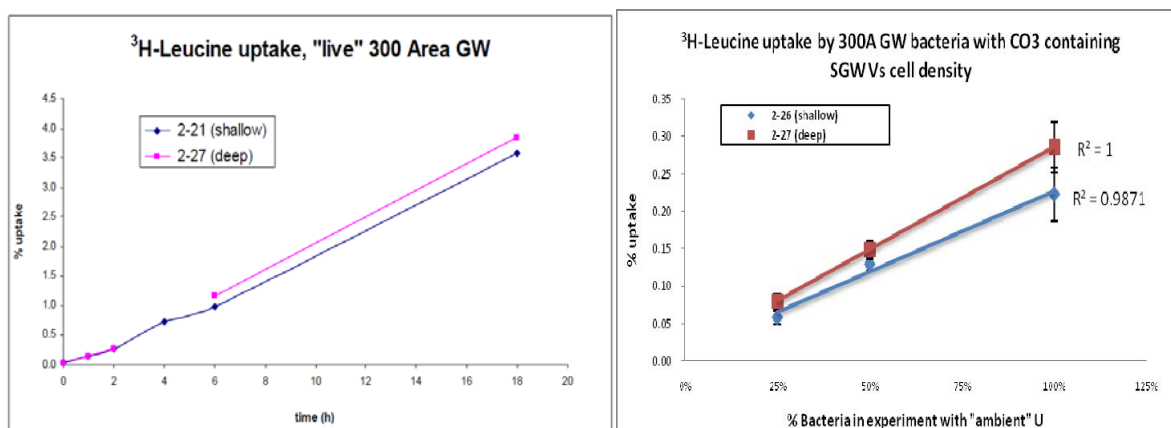 ³H-Leucine uptake, "live" 300 Area GW
2-21 (shallow)
2-27 (deep)
% uptake
4.5
4.0
3.5
3.0
2.5
2.0
1.5
1.0
0.5
0.0
0 2 4 6 8 10 12 14 16 18 20
time (h)
³H-Leucine uptake by 300A GW bacteria with CO3 containing
SGW Vs cell density
2-26 (shallow)
2-27 (deep)
% uptake
0.35
0.30
0.25
0.20
0.15
0.10
0.05
0.00
R² = 1
R² = 0.9871
0% 25% 50% 75% 100% 125%
% Bacteria in experiment with "ambient" U